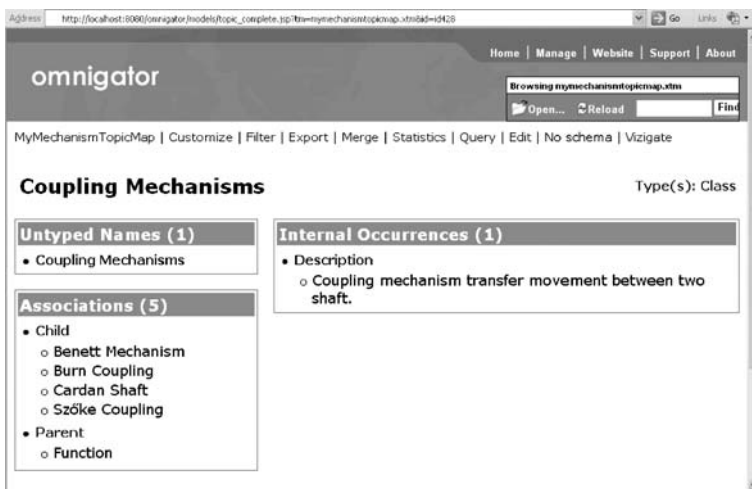 Address http://localhost:8080/omnigator/models/topic_complete.jsp?tm=mymechanismtopicmap.xtm&id=id428 Go Links
Home | Manage | Website | Support | About
omnigator
Browsing mymechanismtopicmap.xtm
Open... Reload Find
MyMechanismTopicMap | Customize | Filter | Export | Merge | Statistics | Query | Edit | No schema | Vizigate
Coupling Mechanisms Type(s): Class
Untyped Names (1)
• Coupling Mechanisms
Internal Occurrences (1)
• Description
o Coupling mechanism transfer movement between two
shaft.
Associations (5)
• Child
o Benett Mechanism
o Burn Coupling
o Cardan Shaft
o Szőke Coupling
• Parent
o Function